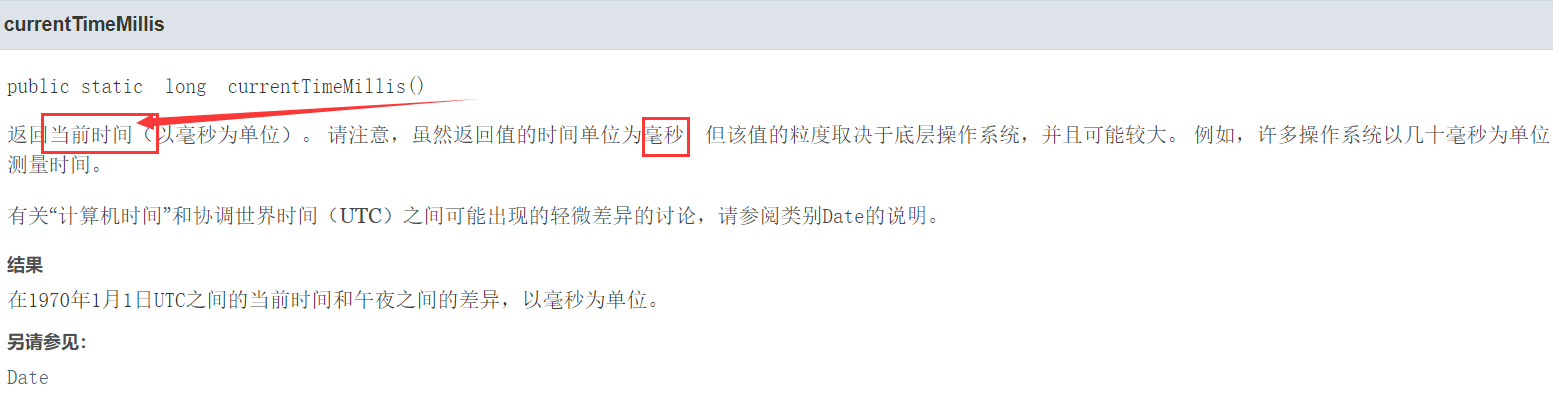 currentTimeMillis
public static  long  currentTimeMillis()
返回当前时间（以毫秒为单位）。 请注意，虽然返回值的时间单位为毫秒　但该值的粒度取决于底层操作系统，并且可能较大。 例如，许多操作系统以几十毫秒为单位
测量时间。
有关“计算机时间”和协调世界时间（UTC）之间可能出现的轻微差异的讨论，请参阅类别Date的说明。
结果
在1970年1月1日UTC之间的当前时间和午夜之间的差异，以毫秒为单位。
另请参见：
Date